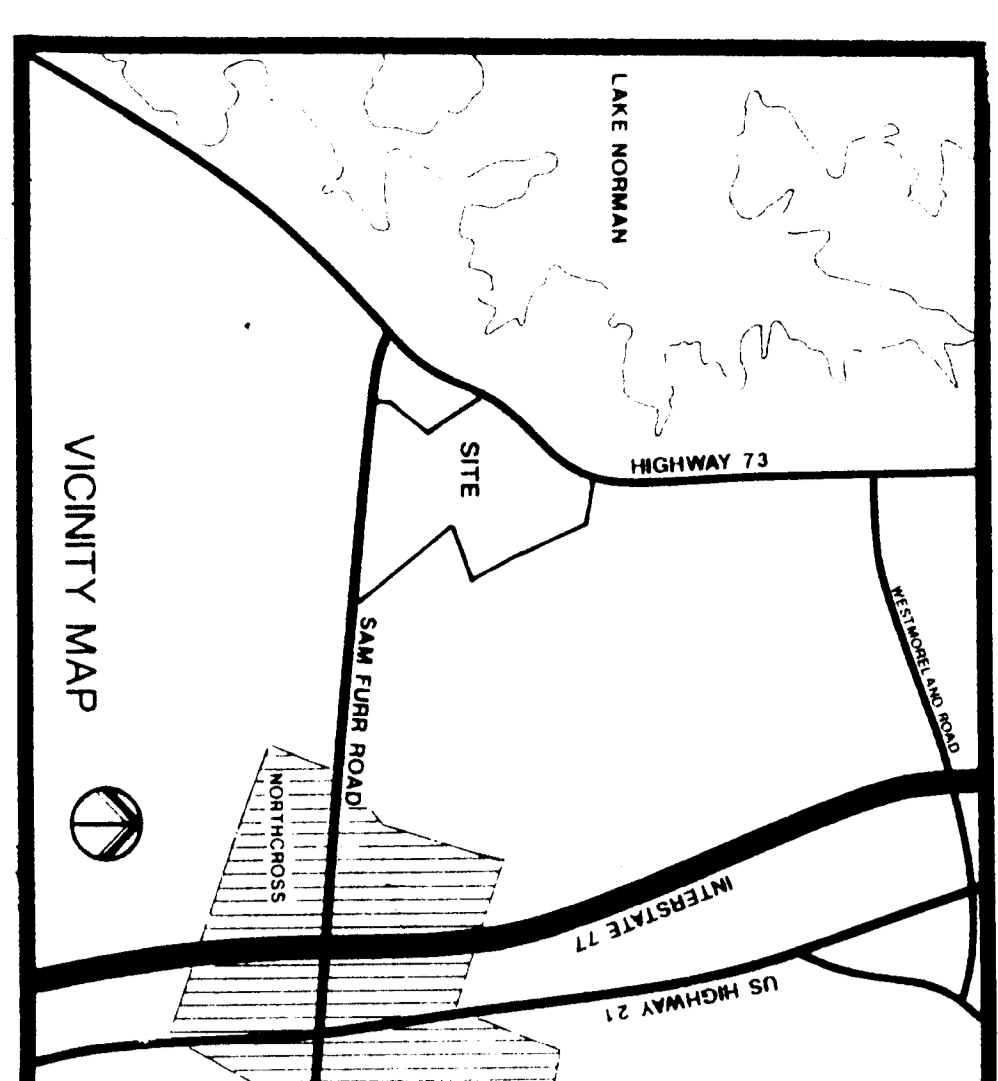 LAKE NORMAN
HIGHWAY 73
SITE
WESTMORELAND ROAD
SAM FURR ROAD
NORTHCROSS
INTERSTATE 77
US HIGHWAY 21
VICINITY MAP